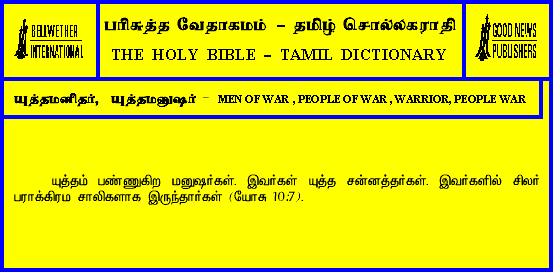 BELLWETHER
INTERNATIONAL
பரிசுத்த வேதாகமம் – தமிழ் சொல்லகராதி
THE HOLY BIBLE – TAMIL DICTIONARY
GOOD NEWS
PUBLISHERS
யுத்தமனிதர், யுத்தமனுஷர் – MEN OF WAR , PEOPLE OF WAR , WARRIOR, PEOPLE WAR
யுத்தம் பண்ணுகிற மனுஷர்கள். இவர்கள் யுத்த சன்னத்தர்கள். இவர்களில் சிலர்
பராக்கிரம சாலிகளாக இருந்தார்கள் (யோசு 10:7).